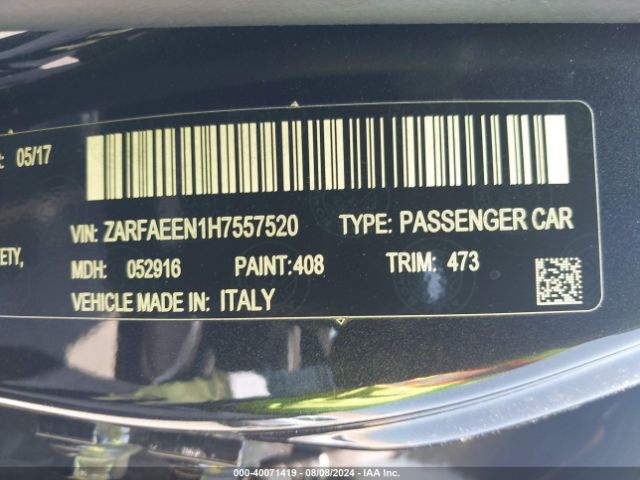 : 05/17
VIN: ZARFAEEN1H7557520 TYPE: PASSENGER CAR
ETY,
MDH: 052916 PAINT:408 TRIM: 473
VEHICLE MADE IN: ITALY
000-40071419 - 08/08/2024 - IAA Inc.